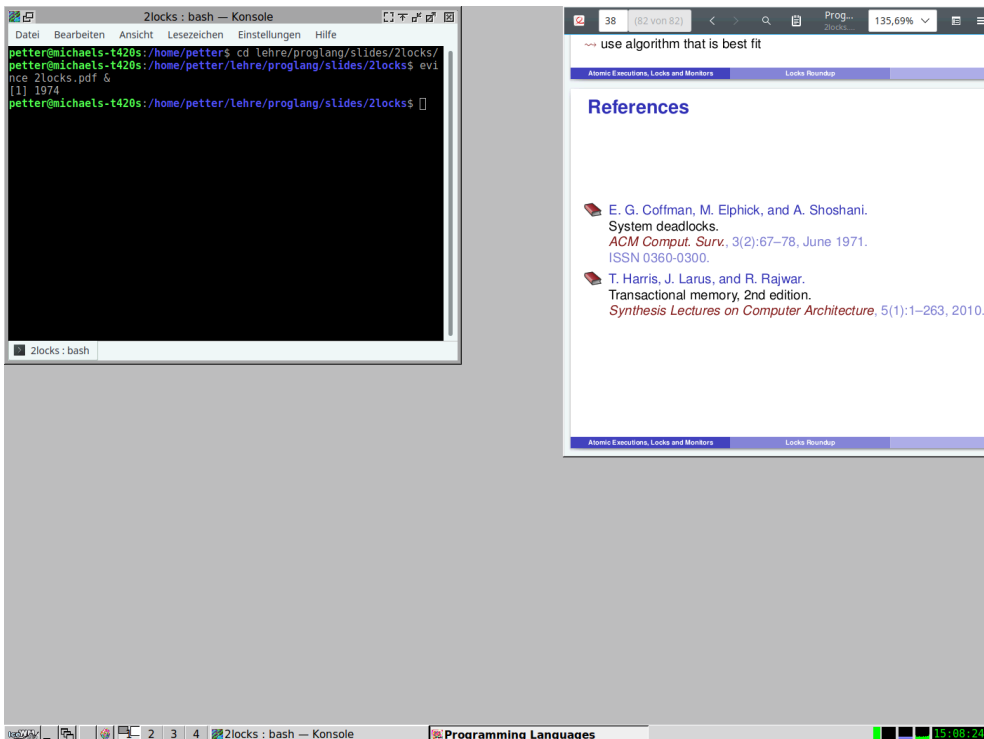 2locks : bash — Konsole
Datei Bearbeiten Ansicht Lesezeichen Einstellungen Hilfe
petter@michaels-t420s:/home/petter$ cd lehre/proglang/slides/2locks/
petter@michaels-t420s:/home/petter/lehre/proglang/slides/2locks$ evi
nce 2locks.pdf &
[1] 1974
petter@michaels-t420s:/home/petter/lehre/proglang/slides/2locks$
2locks : bash
38 (82 von 82) Prog... 135,69%
2locks....
⇝ use algorithm that is best fit
Atomic Executions, Locks and Monitors Locks Roundup
References
E. G. Coffman, M. Elphick, and A. Shoshani.
System deadlocks.
ACM Comput. Surv., 3(2):67–78, June 1971.
ISSN 0360-0300.
T. Harris, J. Larus, and R. Rajwar.
Transactional memory, 2nd edition.
Synthesis Lectures on Computer Architecture, 5(1):1–263, 2010.
Atomic Executions, Locks and Monitors Locks Roundup
2 3 4 2locks : bash — Konsole Programming Languages 15:08:24